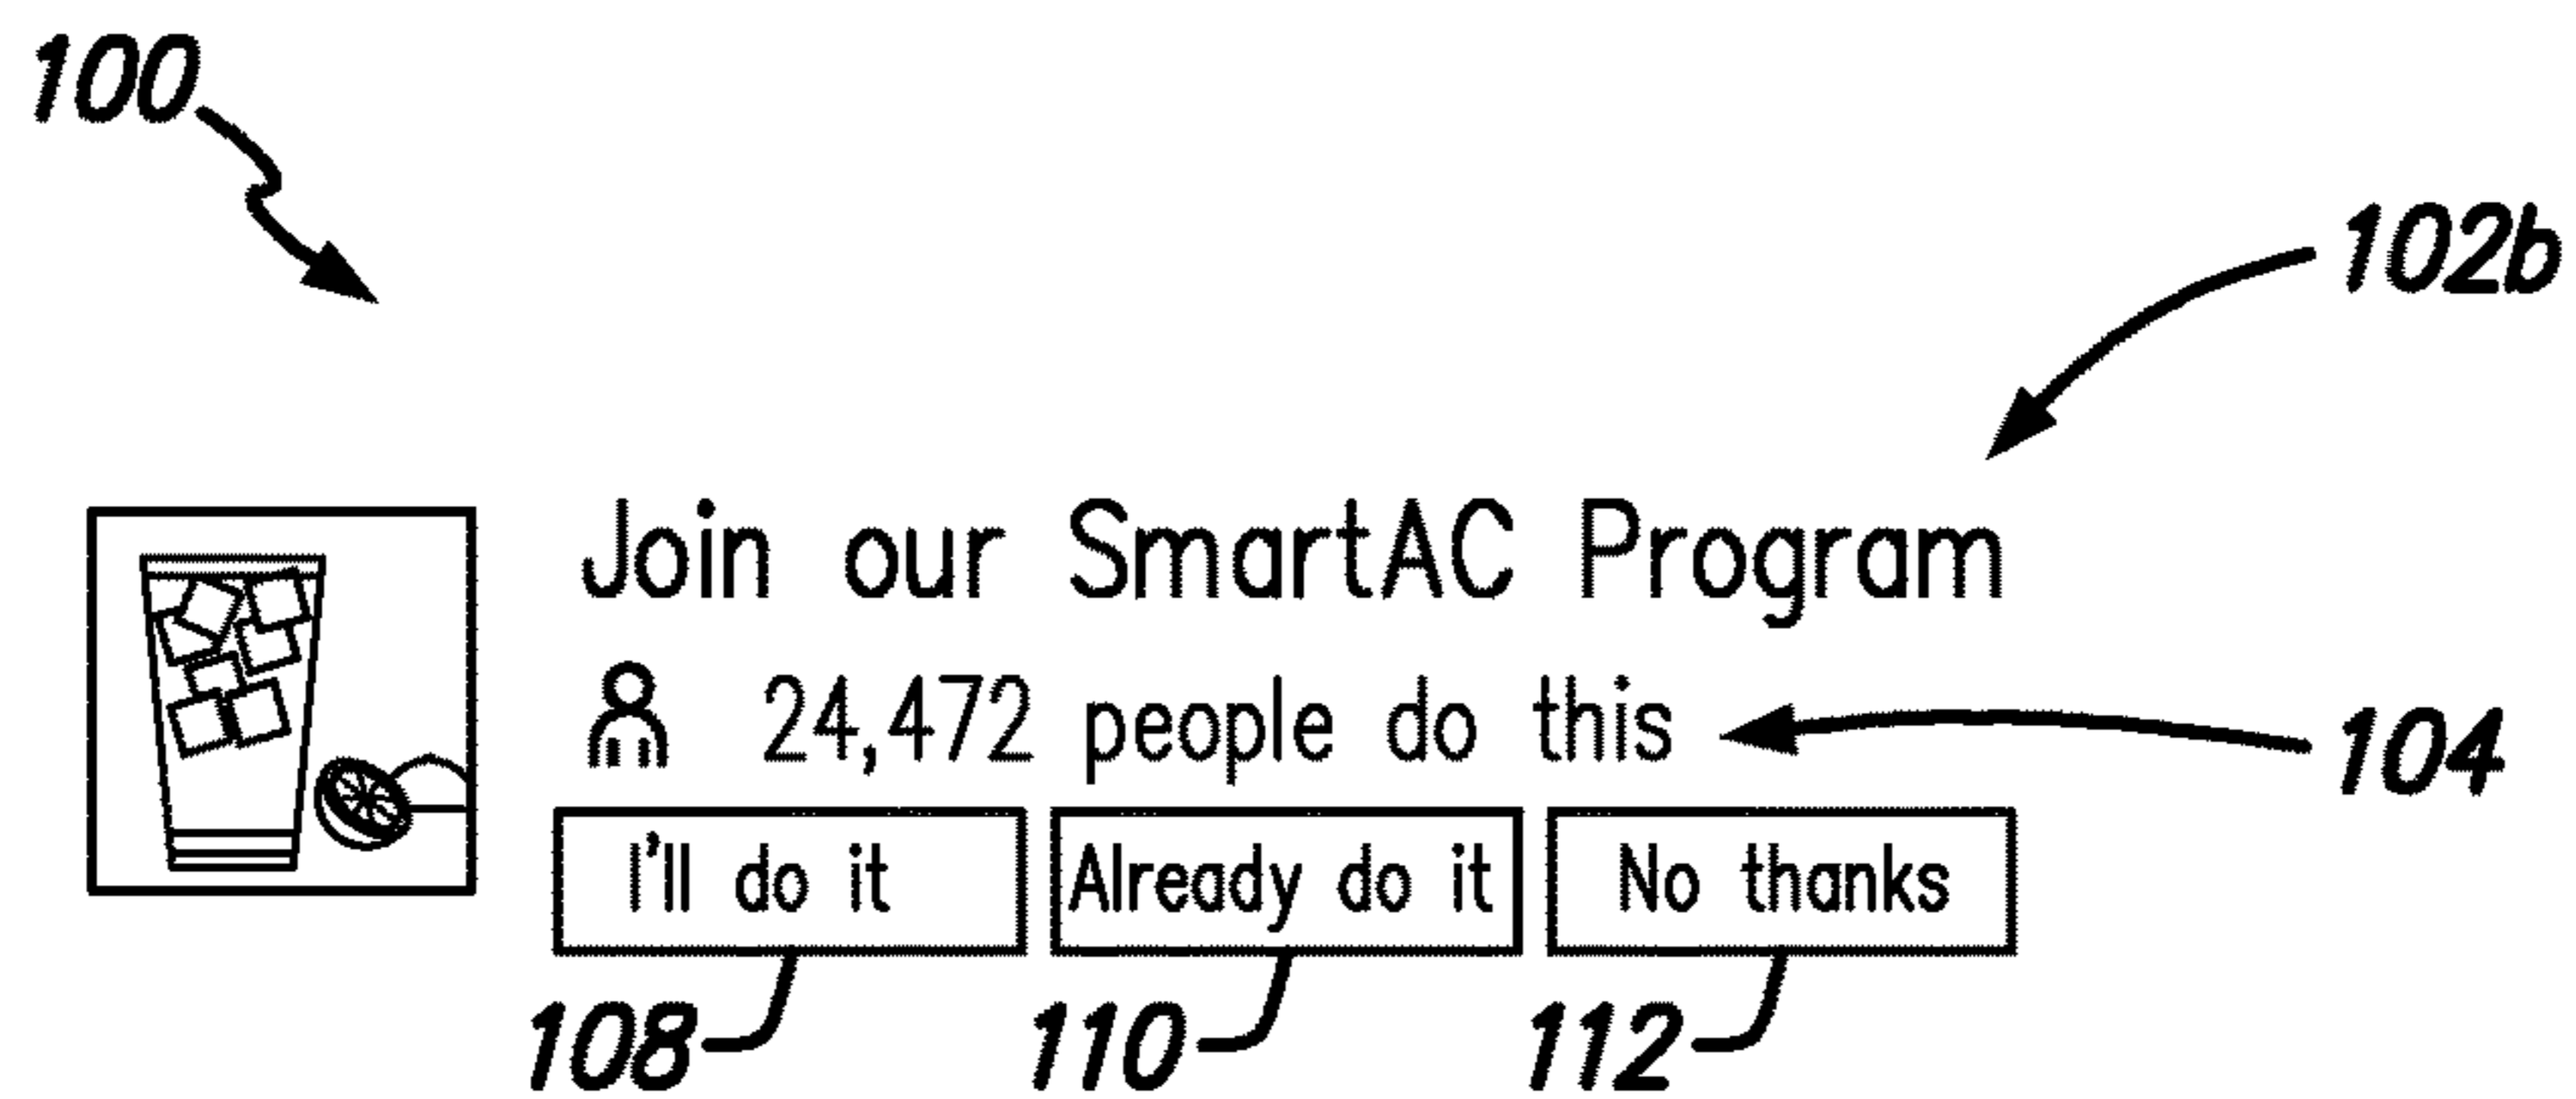 100
102b
Join our SmartAC Program
24,472 people do this
104
I'll do it
Already do it
No thanks
108
110
112